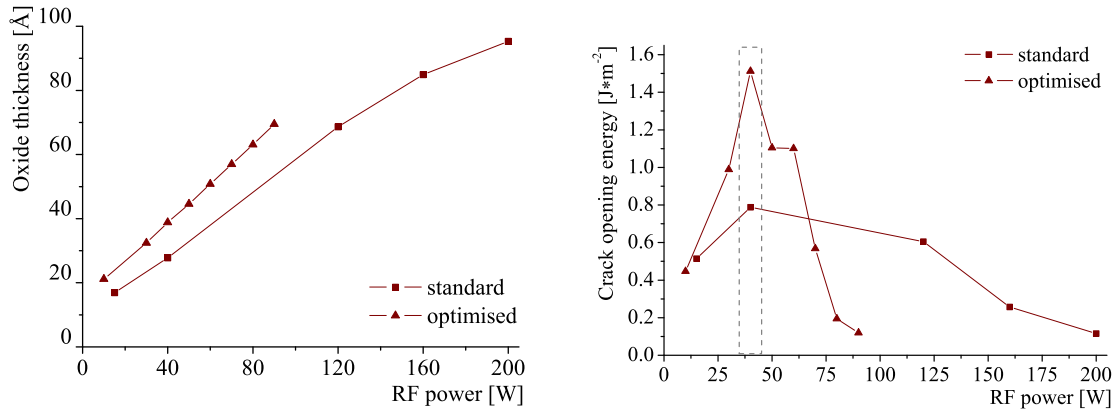 Oxide thickness [Å]
100
80
60
40
20
0
0 40 80 120 160 200
RF power [W]
standard
optimised
Crack opening energy [J*m-2]
1.6
1.4
1.2
1.0
0.8
0.6
0.4
0.2
0.0
0 25 50 75 100 125 150 175 200
RF power [W]
standard
optimised